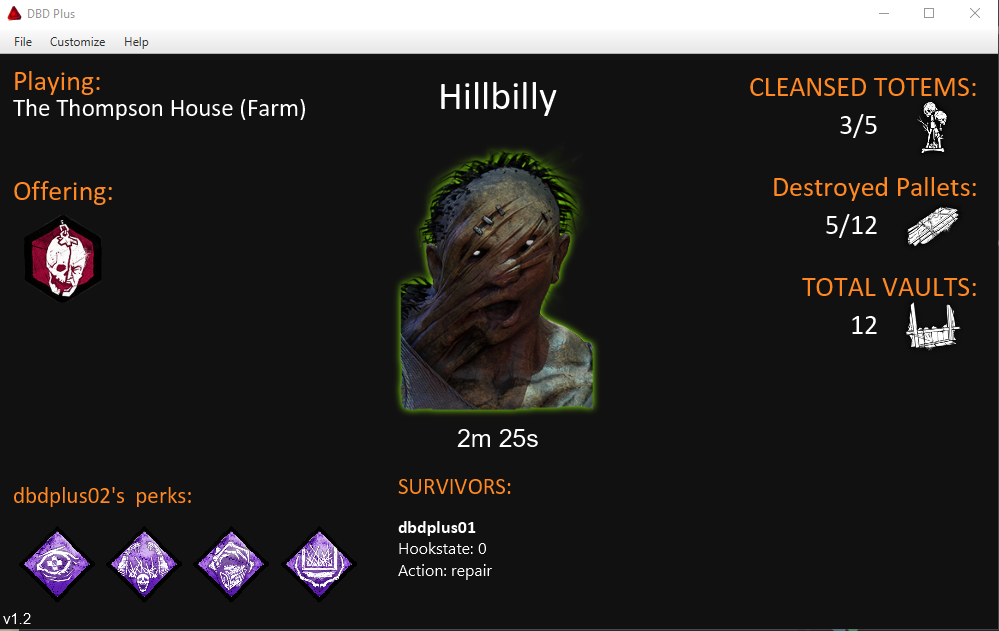 DBD Plus
File Customize Help
Playing:
The Thompson House (Farm)
Hillbilly
CLEANSED TOTEMS:
3/5
Offering:
Destroyed Pallets:
5/12
TOTAL VAULTS:
12
2m 25s
dbdplus02's perks:
SURVIVORS:
dbdplus01
Hookstate: 0
Action: repair
v1.2